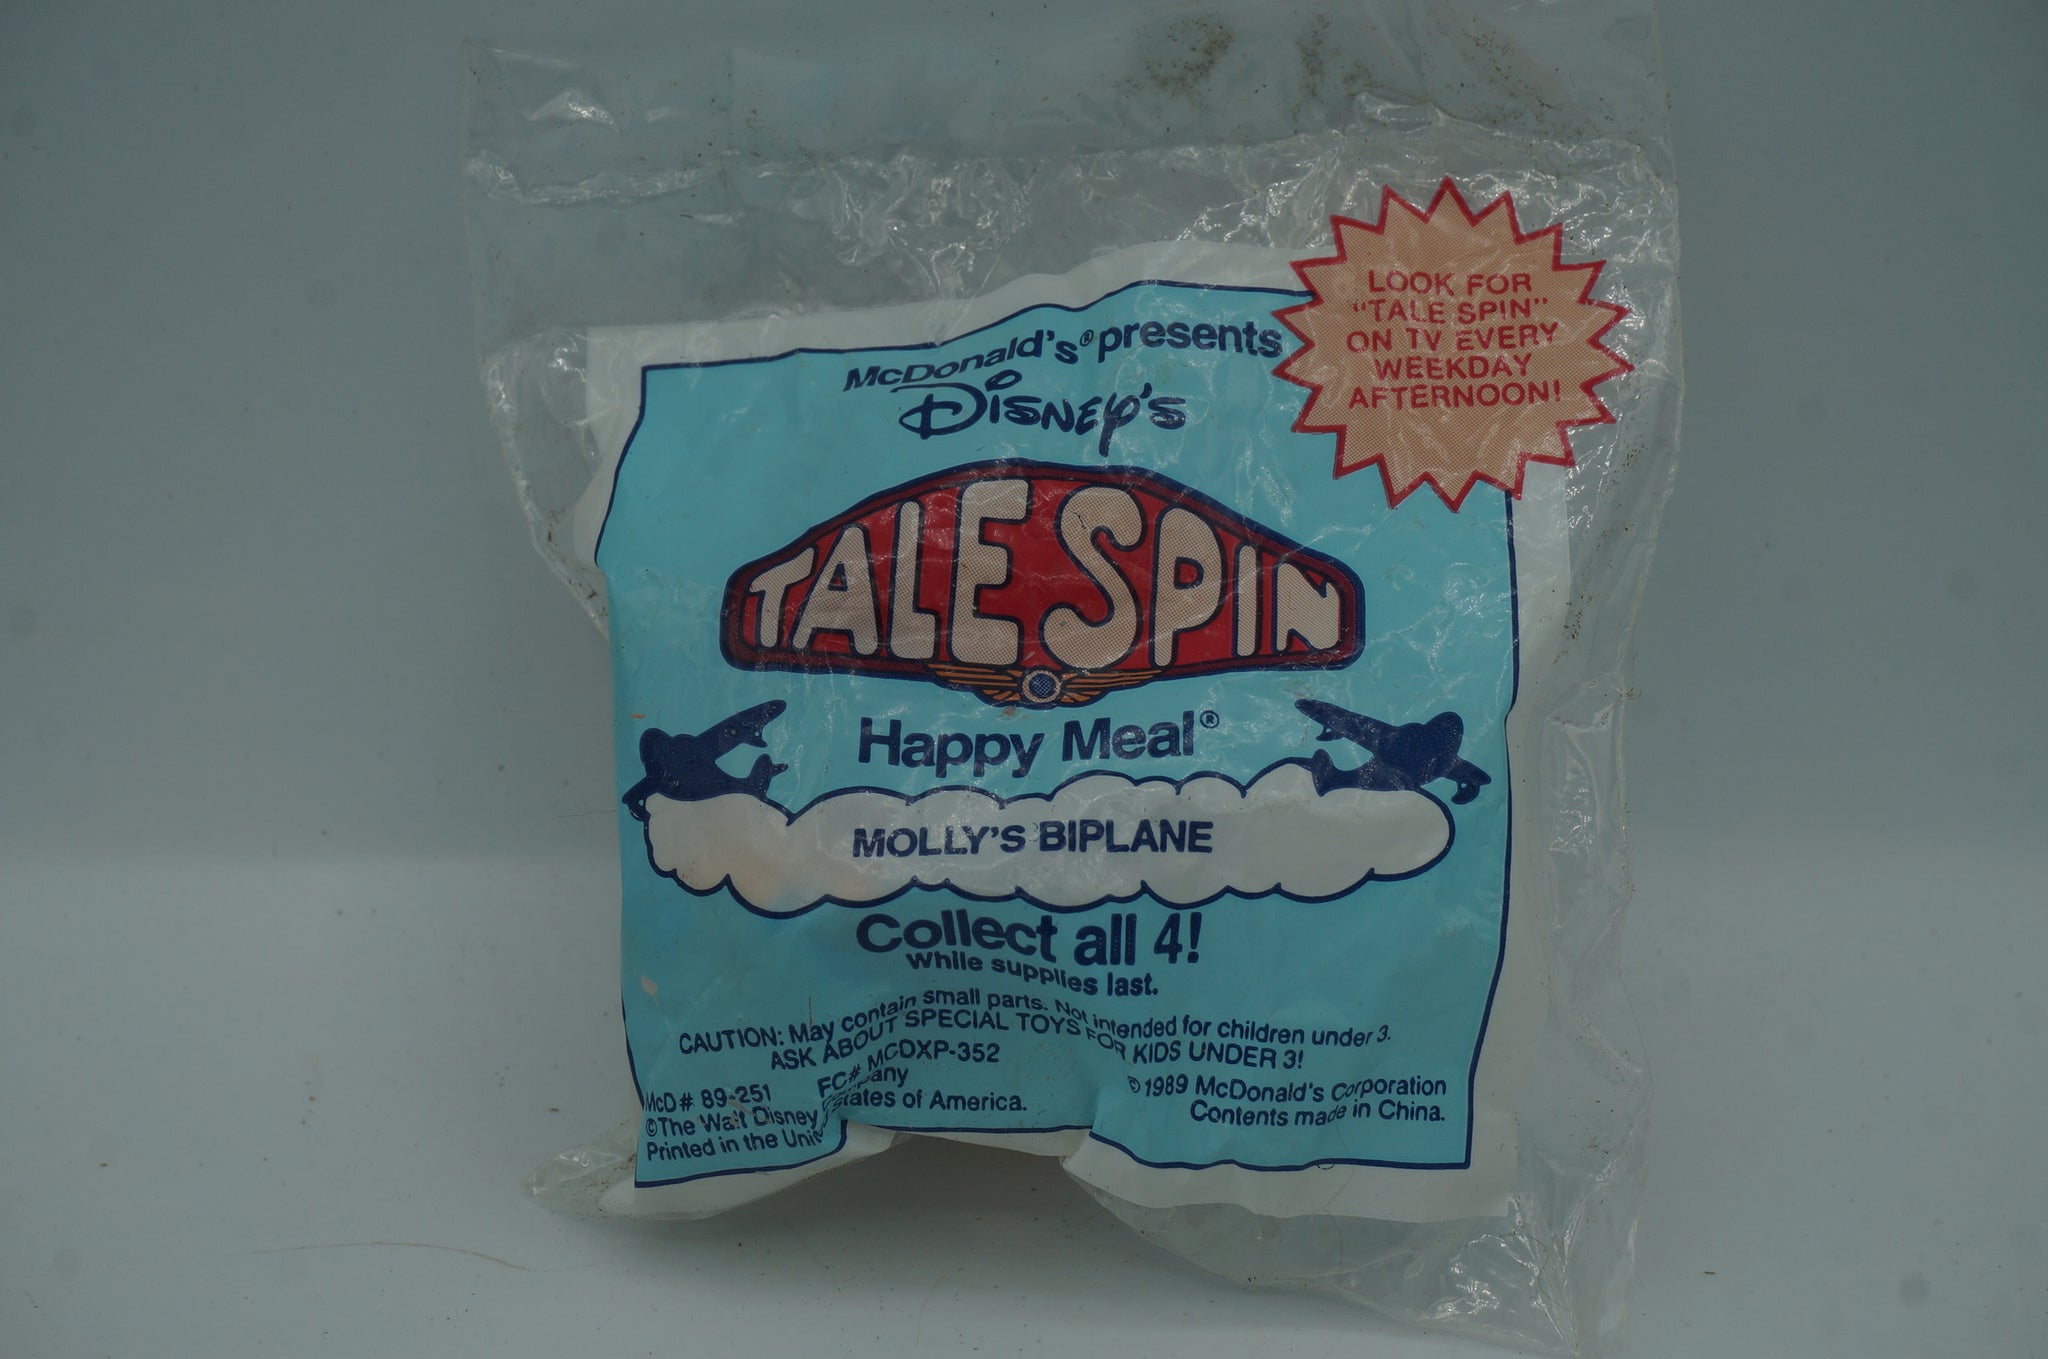 McDonald's® presents
Disney's
TALE SPIN
LOOK FOR
"TALE SPIN"
ON TV EVERY
WEEKDAY
AFTERNOON!
Happy Meal®
MOLLY'S BIPLANE
Collect all 4!
While supplies last.
CAUTION: May contain small parts. Not intended for children under 3.
ASK ABOUT SPECIAL TOYS FOR KIDS UNDER 3!
McD# 89-251 FC# MCDXP-352
©The Walt Disney
Printed in the States of America.
©1989 McDonald's Corporation
Contents made in China.